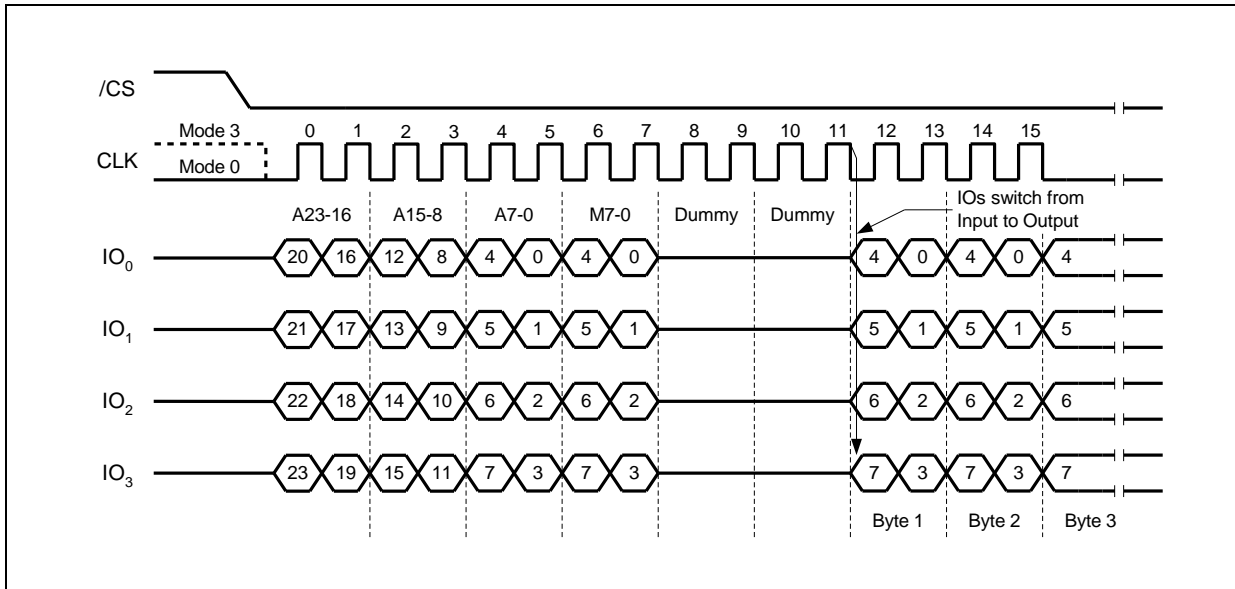 /CS
Mode 3 0 1 2 3 4 5 6 7 8 9 10 11 12 13 14 15
CLK
Mode 0
IOs switch from
Input to Output
A23-16 A15-8 A7-0 M7-0 Dummy Dummy
IO0 20 16 12 8 4 0 4 0 4 0 4 0 4
IO1 21 17 13 9 5 1 5 1 5 1 5 1 5
IO2 22 18 14 10 6 2 6 2 6 2 6 2 6
IO3 23 19 15 11 7 3 7 3 7 3 7 3 7
Byte 1 Byte 2 Byte 3